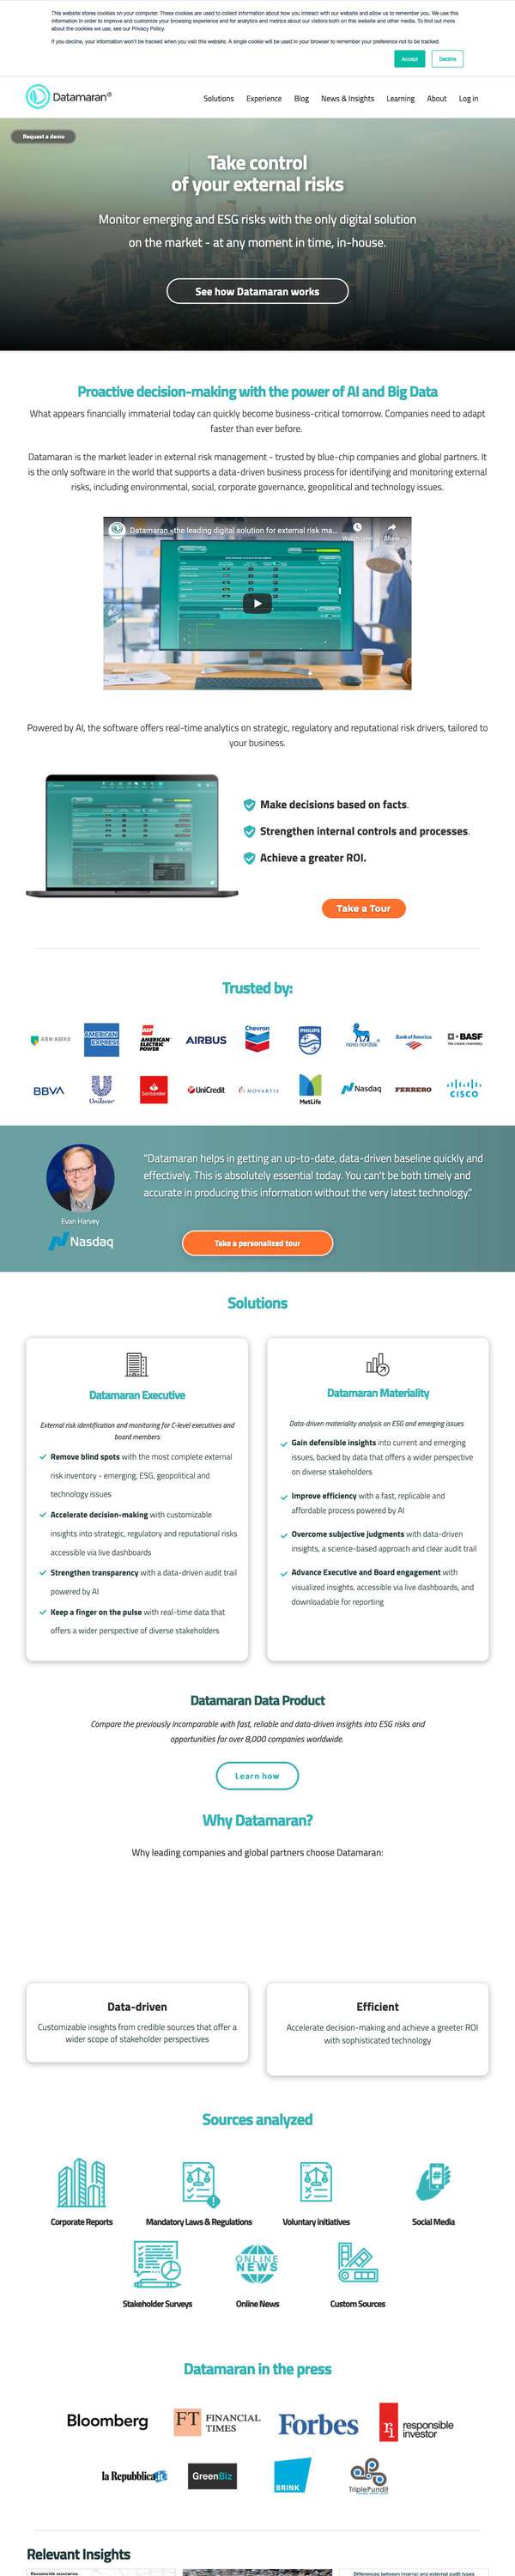 This website stores cookies on your computer. These cookies are used to collect information about how you interact with our website and allow us to remember you. We use this
information in order to improve and customize your browsing experience and for analytics and metrics about our visitors both on this website and other media. To find out more
about the cookies we use, see our Privacy Policy.
If you decline, your information won't be tracked when you visit this website. A single cookie will be used in your browser to remember your preference not to be tracked.
Accept Decline
Datamaran®
Solutions Experience Blog News & Insights Learning About Log in
Request a demo
Take control
of your external risks
Monitor emerging and ESG risks with the only digital solution
on the market - at any moment in time, in-house.
See how Datamaran works
Proactive decision-making with the power of AI and Big Data
What appears financially immaterial today can quickly become business-critical tomorrow. Companies need to adapt
faster than ever before.
Datamaran is the market leader in external risk management - trusted by blue-chip companies and global partners. It
is the only software in the world that supports a data-driven business process for identifying and monitoring external
risks, including environmental, social, corporate governance, geopolitical and technology issues.
Datamaran - the leading digital solution for external risk ma...
Watch later Share
Powered by AI, the software offers real-time analytics on strategic, regulatory and reputational risk drivers, tailored to
your business.
Make decisions based on facts.
Strengthen internal controls and processes.
Achieve a greater ROI.
Take a Tour
Trusted by:
ABN·AMRO
AMERICAN EXPRESS
AEP AMERICAN ELECTRIC POWER
AIRBUS
Chevron
PHILIPS
novo nordisk
Bank of America
BASF
We create chemistry
BBVA
Unilever
Santander
UniCredit
NOVARTIS
MetLife
Nasdaq
FERRERO
CISCO
"Datamaran helps in getting an up-to-date, data-driven baseline quickly and
effectively. This is absolutely essential today. You can't be both timely and
accurate in producing this information without the very latest technology."
Evan Harvey
Nasdaq
Take a personalized tour
Solutions
Datamaran Executive
External risk identification and monitoring for C-level executives and
board members
Remove blind spots with the most complete external
risk inventory - emerging, ESG, geopolitical and
technology issues
Accelerate decision-making with customizable
insights into strategic, regulatory and reputational risks
accessible via live dashboards
Strengthen transparency with a data-driven audit trail
powered by AI
Keep a finger on the pulse with real-time data that
offers a wider perspective of diverse stakeholders
Datamaran Materiality
Data-driven materiality analysis on ESG and emerging issues
Gain defensible insights into current and emerging
issues, backed by data that offers a wider perspective
on diverse stakeholders
Improve efficiency with a fast, replicable and
affordable process powered by AI
Overcome subjective judgments with data-driven
insights, a science-based approach and clear audit trail
Advance Executive and Board engagement with
visualized insights, accessible via live dashboards, and
downloadable for reporting
Datamaran Data Product
Compare the previously incomparable with fast, reliable and data-driven insights into ESG risks and
opportunities for over 8,000 companies worldwide.
Learn how
Why Datamaran?
Why leading companies and global partners choose Datamaran:
Data-driven
Customizable insights from credible sources that offer a
wider scope of stakeholder perspectives
Efficient
Accelerate decision-making and achieve a greeter ROI
with sophisticated technology
Sources analyzed
Corporate Reports
Mandatory Laws & Regulations
Voluntary initiatives
#
Social Media
Stakeholder Surveys
ONLINE
NEWS
Online News
Custom Sources
Datamaran in the press
Bloomberg
FT FINANCIAL TIMES
Forbes
ri responsible investor
la Repubblica.it
GreenBiz
BRINK
TriplePundit
Relevant Insights
Differences between internal and external audit types